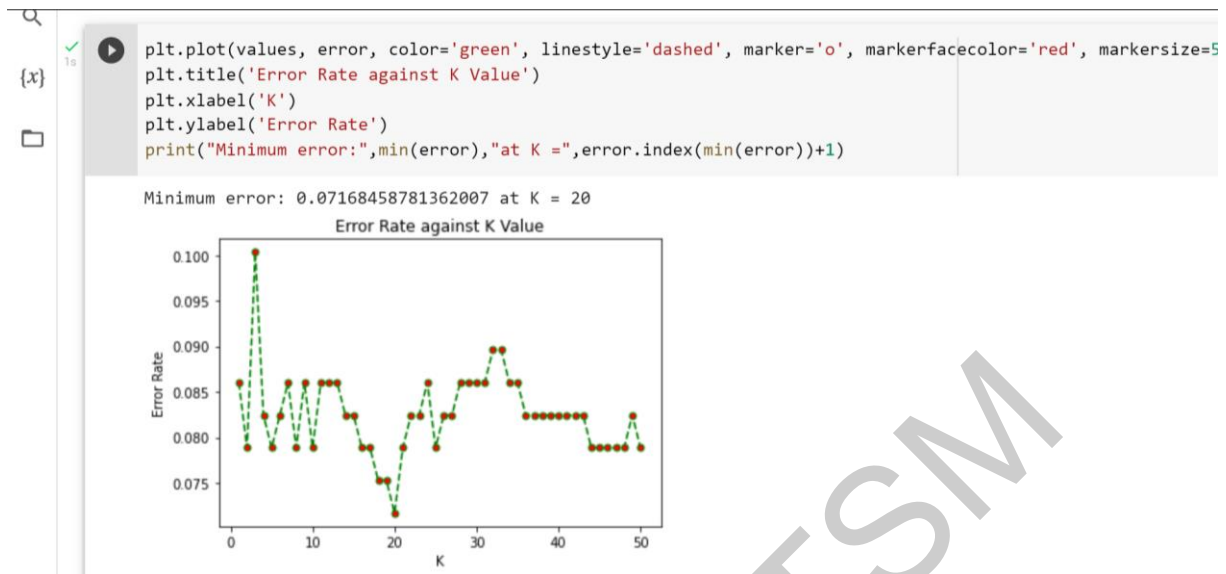 {x}
1s
plt.plot(values, error, color='green', linestyle='dashed', marker='o', markerfacecolor='red', markersize=5
plt.title('Error Rate against K Value')
plt.xlabel('K')
plt.ylabel('Error Rate')
print("Minimum error:",min(error),"at K =",error.index(min(error))+1)
Minimum error: 0.07168458781362007 at K = 20
Error Rate against K Value
0.100
0.095
0.090
0.085
0.080
0.075
Error Rate
0 10 20 30 40 50
K
TSM